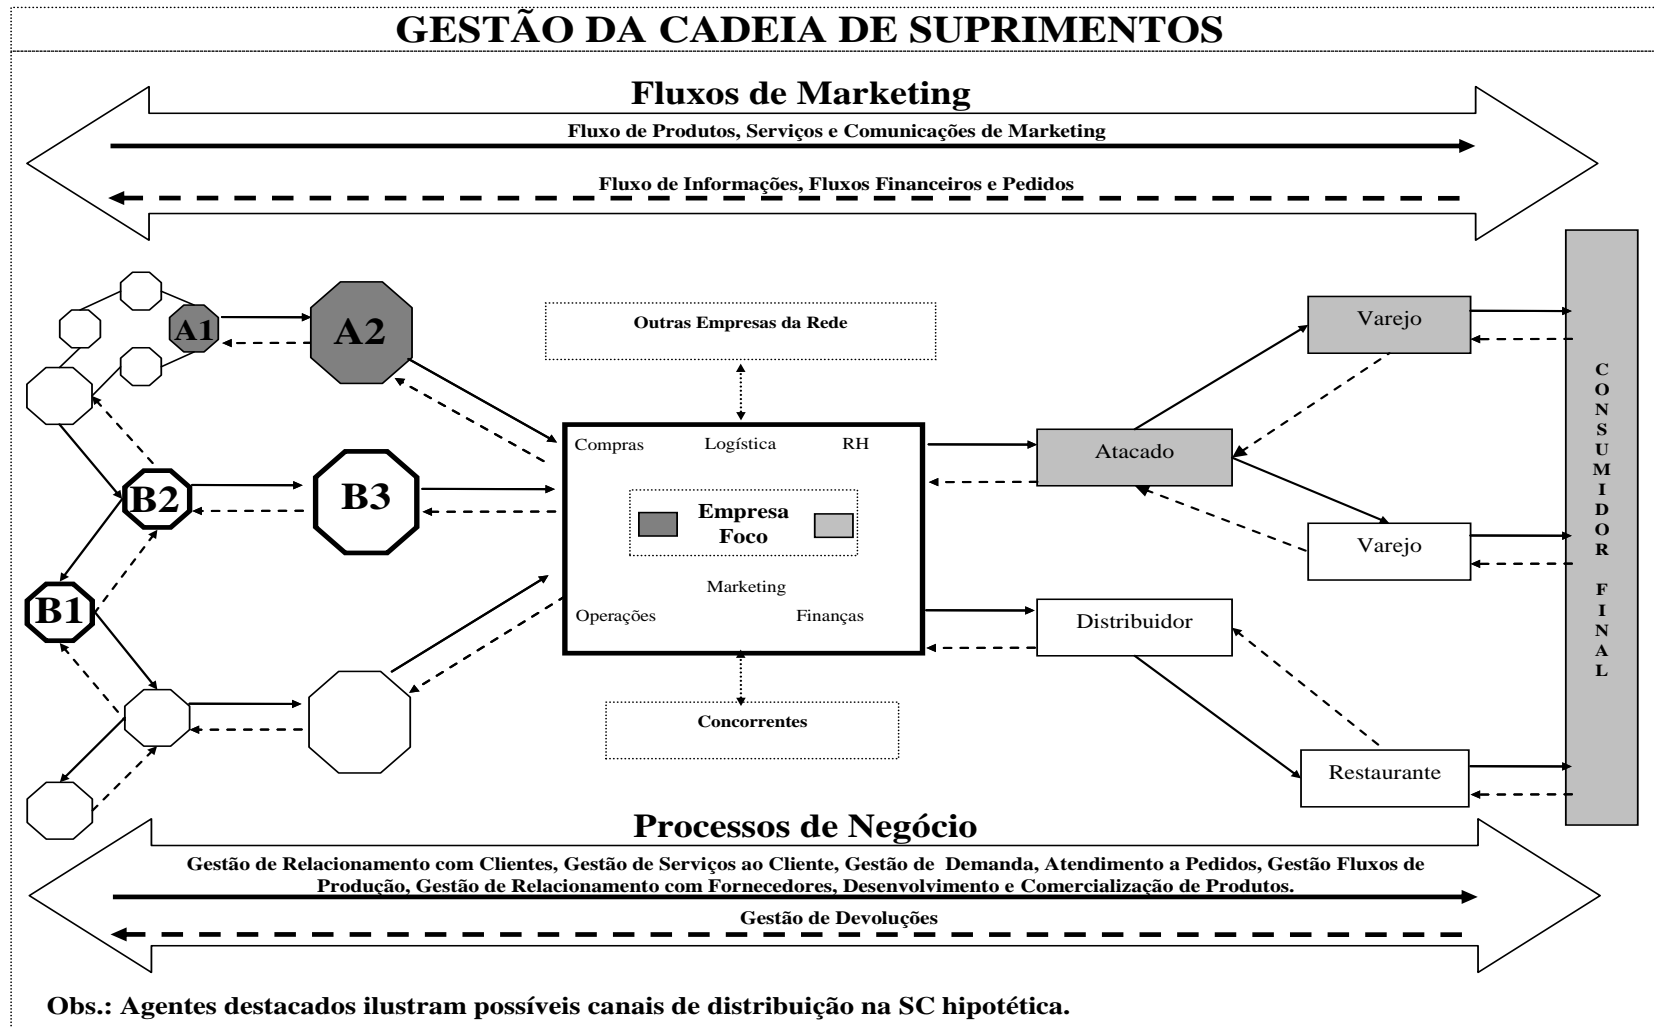 GESTÃO DA CADEIA DE SUPRIMENTOS
Fluxos de Marketing
Fluxo de Produtos, Serviços e Comunicações de Marketing
Fluxo de Informações, Fluxos Financeiros e Pedidos
A1
A2
B2
B3
B1
Outras Empresas da Rede
Compras
Logística
RH
Empresa
Foco
Marketing
Operações
Finanças
Concorrentes
Atacado
Distribuidor
Varejo
Varejo
Restaurante
C
O
N
S
U
M
I
D
O
R
F
I
N
A
L
Processos de Negócio
Gestão de Relacionamento com Clientes, Gestão de Serviços ao Cliente, Gestão de Demanda, Atendimento a Pedidos, Gestão Fluxos de
Produção, Gestão de Relacionamento com Fornecedores, Desenvolvimento e Comercialização de Produtos.
Gestão de Devoluções
Obs.: Agentes destacados ilustram possíveis canais de distribuição na SC hipotética.